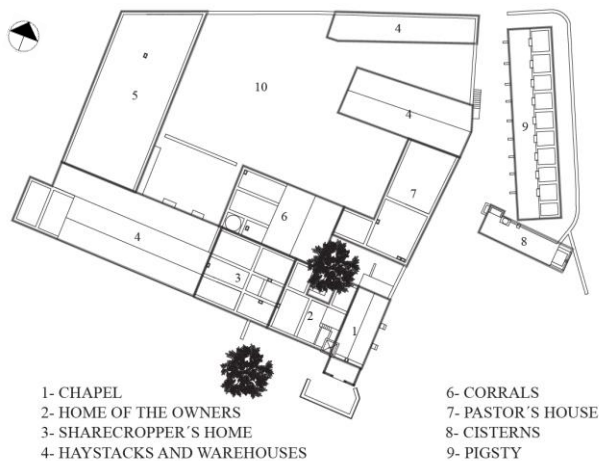 4
5
10
4
9
7
6
8
4
3
2
1
1- CHAPEL
2- HOME OF THE OWNERS
3- SHARECROPPER´S HOME
4- HAYSTACKS AND WAREHOUSES
6- CORRALS
7- PASTOR´S HOUSE
8- CISTERNS
9- PIGSTY